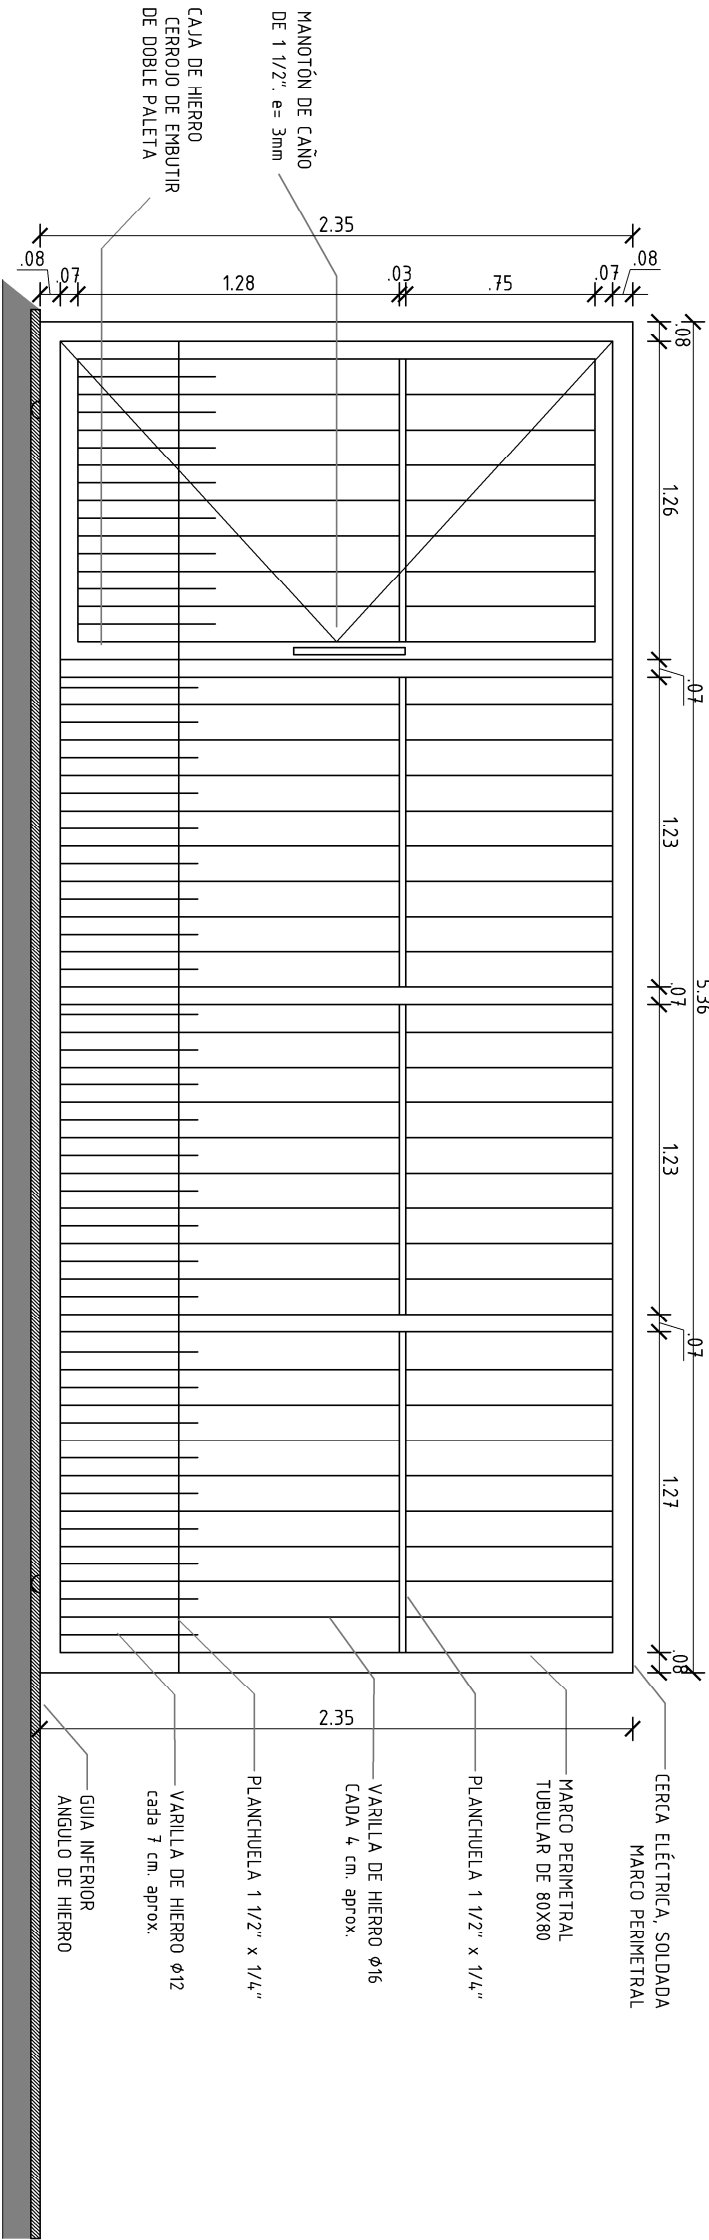 MANOTÓN DE CAÑO
DE 1 1/2". e= 3mm
CAJA DE HIERRO
CERROJO DE EMBUTIR
DE DOBLE PALETA
5.36
.08
1.26
.07
1.23
.07
1.23
.07
1.27
.08
2.35
.08
.07
.75
.03
1.28
.07
.08
2.35
CERCA ELÉCTRICA, SOLDADA
MARCO PERIMETRAL
MARCO PERIMETRAL
TUBULAR DE 80X80
PLANCHUELA 1 1/2" x 1/4"
VARILLA DE HIERRO Ø16
CADA 4 cm. aprox.
PLANCHUELA 1 1/2" x 1/4"
VARILLA DE HIERRO Ø12
cada 7 cm. aprox.
GUIA INFERIOR
ANGULO DE HIERRO